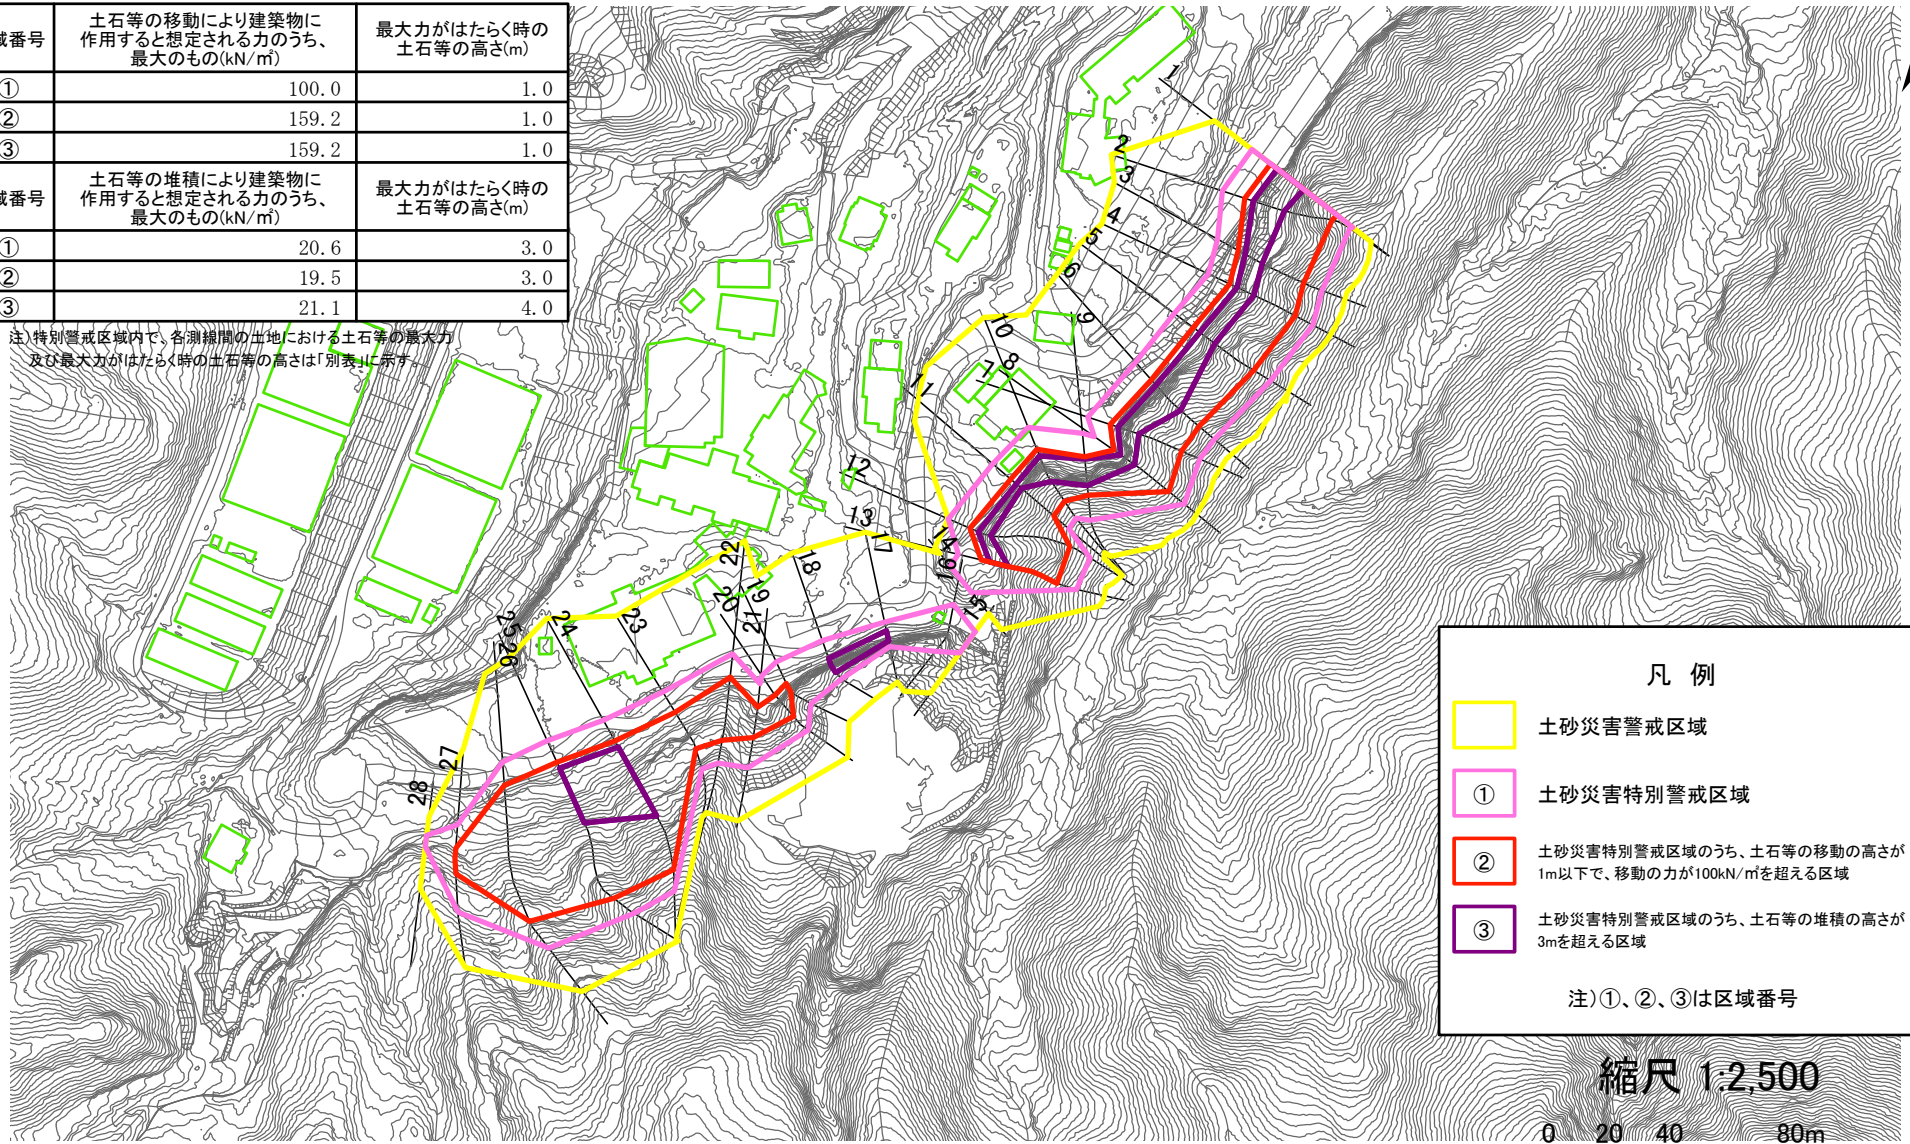 域番号
土石等の移動により建築物に
作用すると想定される力のうち、
最大のもの(kN/㎡)
最大力がはたらく時の
土石等の高さ(m)
① 100.0 1.0
② 159.2 1.0
③ 159.2 1.0
域番号
土石等の堆積により建築物に
作用すると想定される力のうち、
最大のもの(kN/㎡)
最大力がはたらく時の
土石等の高さ(m)
① 20.6 3.0
② 19.5 3.0
③ 21.1 4.0
注)特別警戒区域内で、各測線間の土地における土石等の最大力
及び最大力がはたらく時の土石等の高さは「別表」に示す。
1
2
3
4
5
6
9
10
8
7
11
12
13
17
14
16
15
18
22
19
20
21
23
24
25
26
27
28
凡 例
土砂災害警戒区域
① 土砂災害特別警戒区域
② 土砂災害特別警戒区域のうち、土石等の移動の高さが
1m以下で、移動の力が100kN/㎡を超える区域
③ 土砂災害特別警戒区域のうち、土石等の堆積の高さが
3mを超える区域
注)①、②、③は区域番号
縮尺 1:2,500
0 20 40 80m